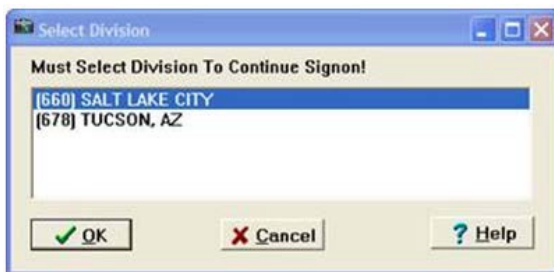 Select Division
Must Select Division To Continue Signon!
(660) SALT LAKE CITY
(678) TUCSON, AZ
OK Cancel Help